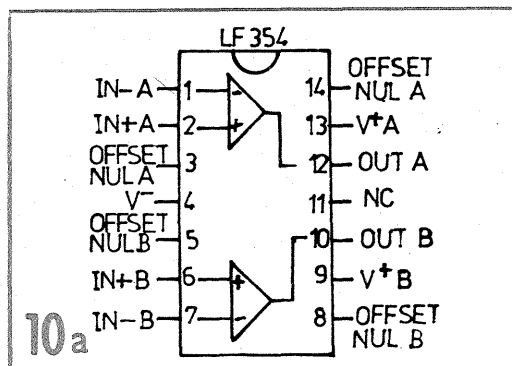 LF 354
IN-A 1
IN+A 2
OFFSET
NUL A 3
V- 4
OFFSET
NUL B 5
IN+B 6
IN-B 7
- +
+ -
14 OFFSET
NUL A
13 V+A
12 OUT A
11 NC
10 OUT B
9 V+B
8 OFFSET
NUL B
10a